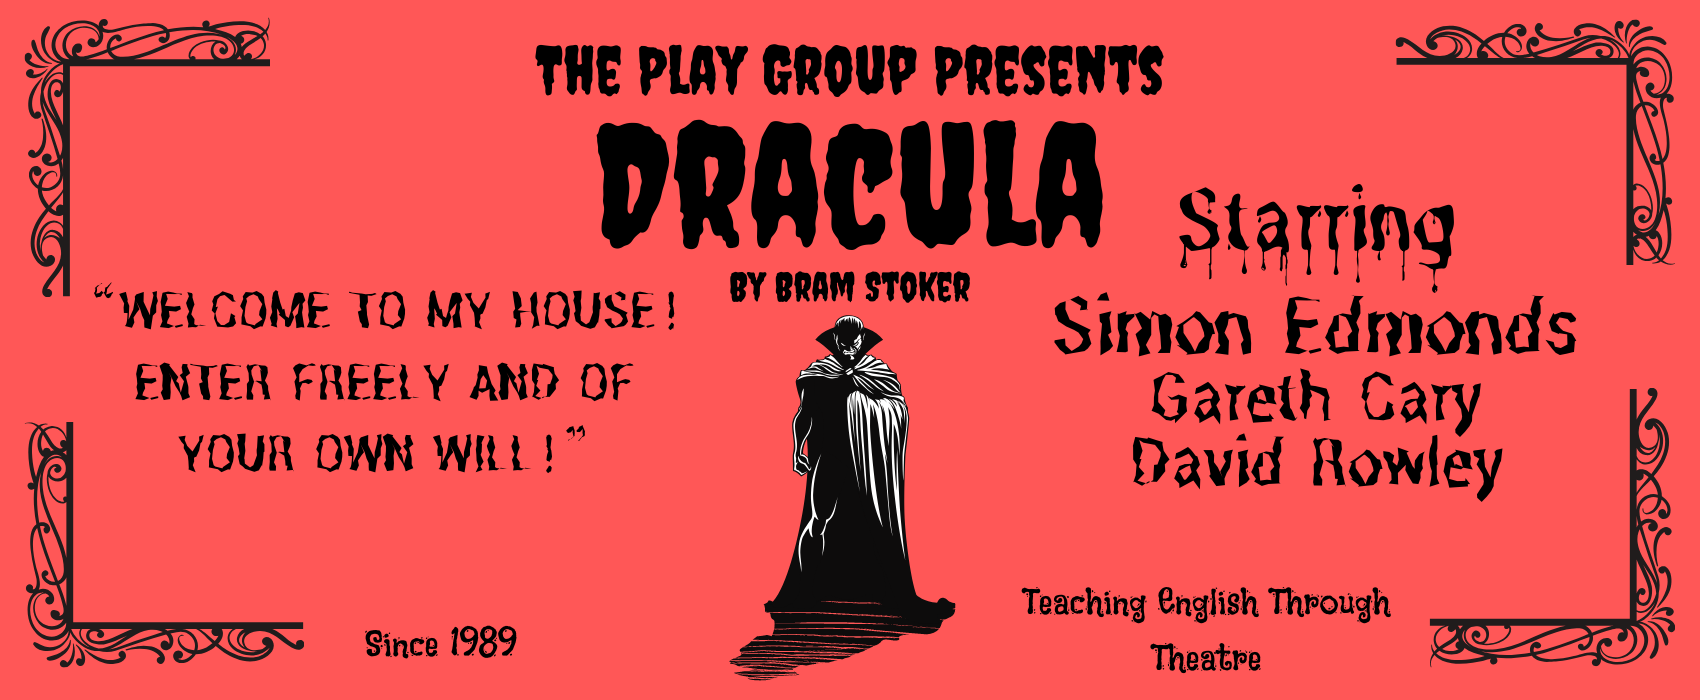 THE PLAY GROUP PRESENTS
DRACULA
BY BRAM STOKER
“WELCOME TO MY HOUSE!
ENTER FREELY AND OF
YOUR OWN WILL!”
Starring
Simon Edmonds
Gareth Cary
David Rowley
Since 1989
Teaching English Through
Theatre